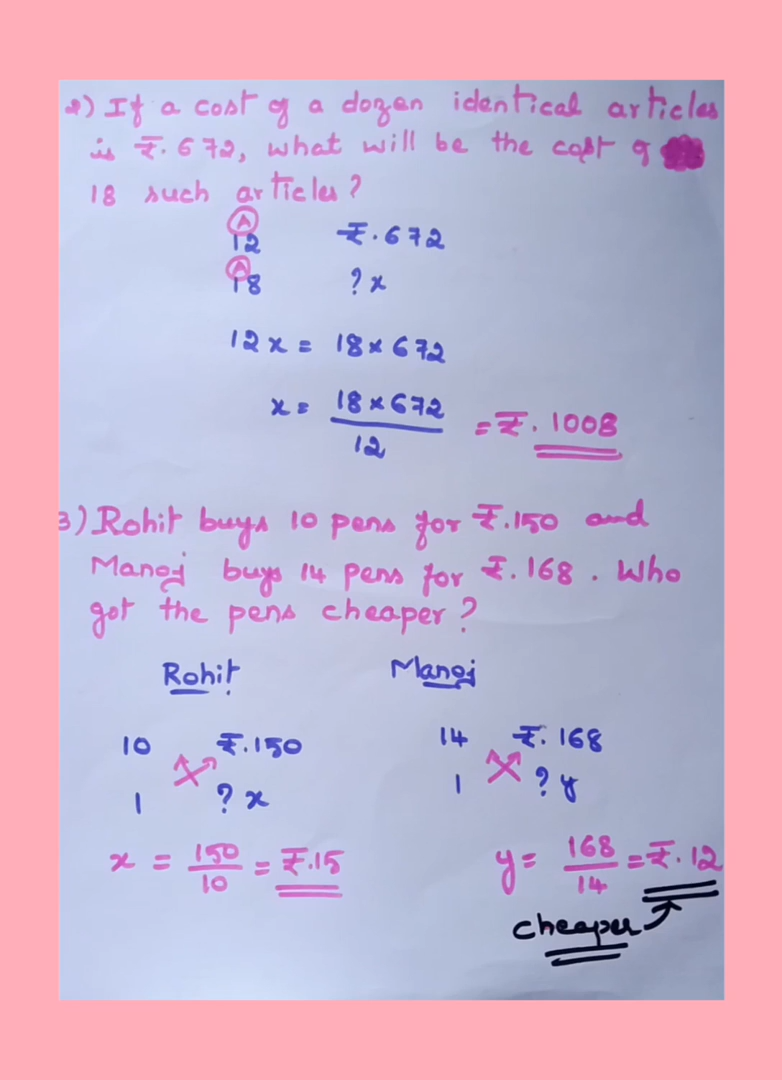 2) If a cost of a dozen identical articles
is ₹.672, what will be the cost of
18 such articles?
A A
12 ₹.672
18 ? x
12x = 18×672
x = 18×672 / 12 = ₹.1008
3) Rohit buys 10 pens for ₹.150 and
Manoj buys 14 pens for ₹.168. Who
got the pens cheaper?
Rohit Manoj
10 ₹.150 14 ₹.168
1 ? x 1 ? y
x = 150/10 = ₹.15 y = 168/14 = ₹.12
cheaper